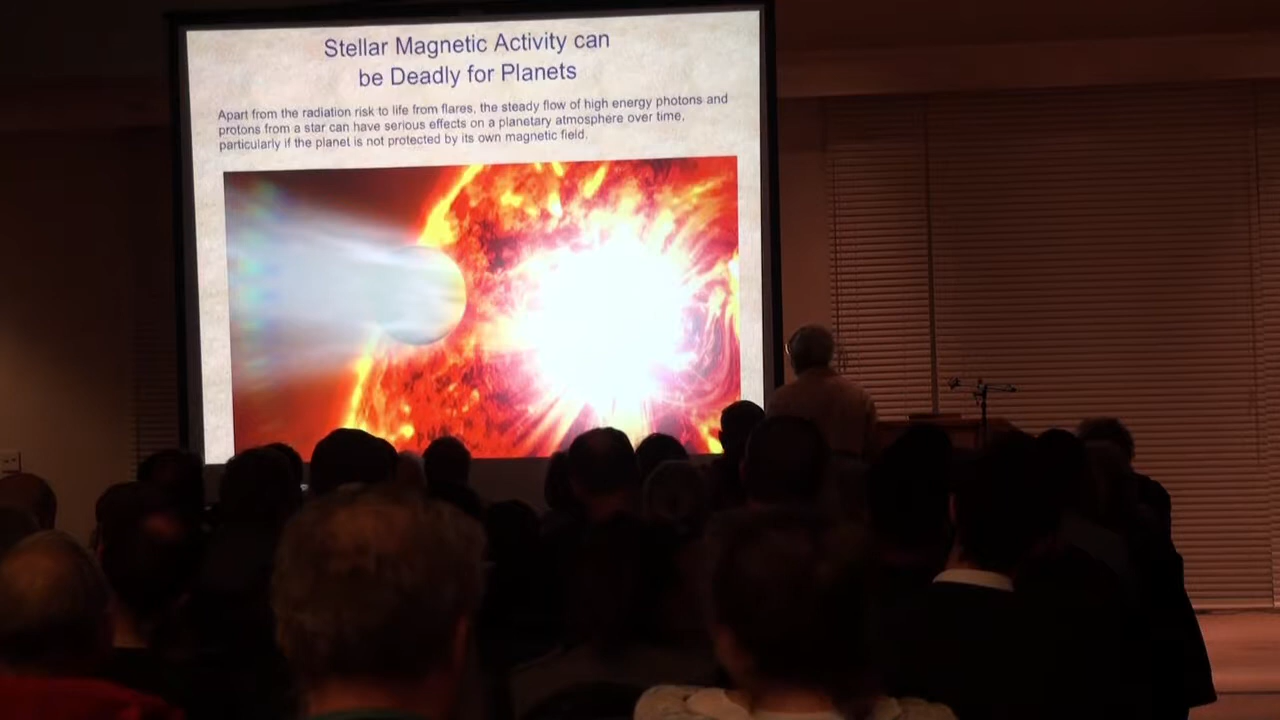 Stellar Magnetic Activity can
be Deadly for Planets
Apart from the radiation risk to life from flares, the steady flow of high energy photons and
protons from a star can have serious effects on a planetary atmosphere over time,
particularly if the planet is not protected by its own magnetic field.